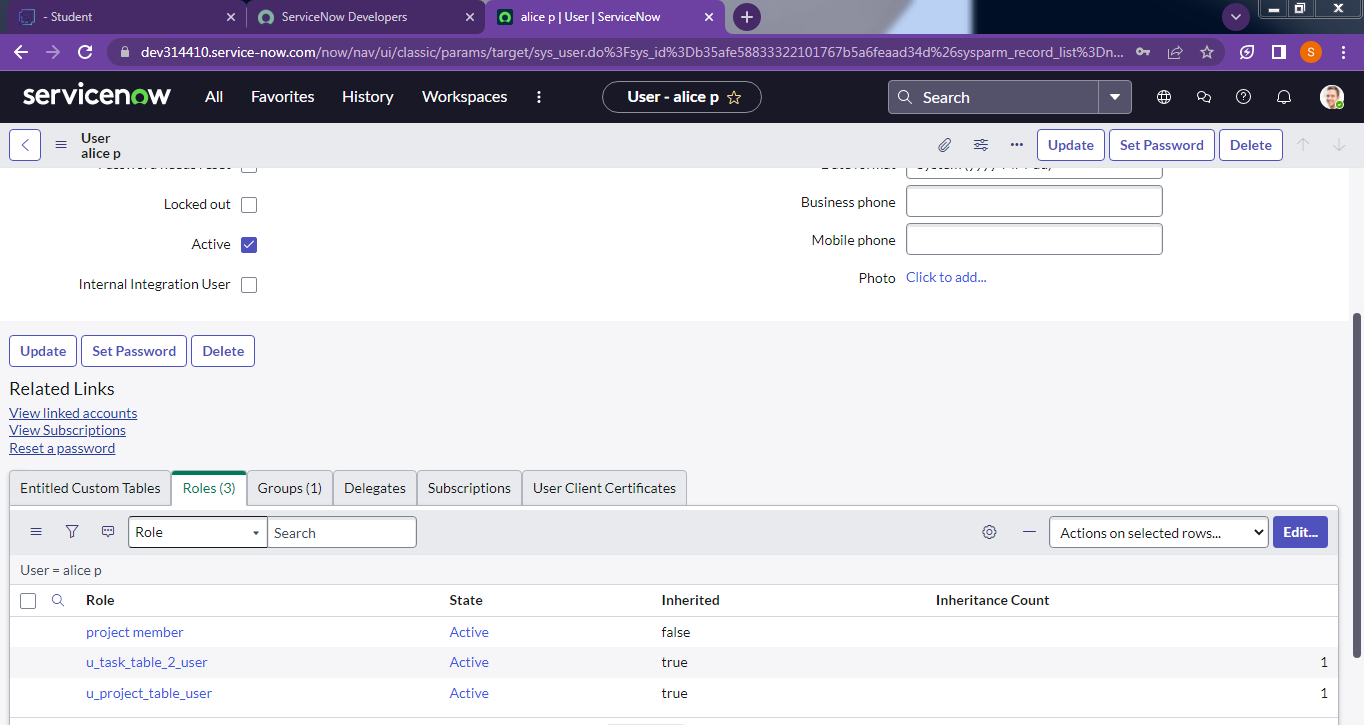 - Student
ServiceNow Developers
alice p | User | ServiceNow
dev314410.service-now.com/now/nav/ui/classic/params/target/sys_user.do%3Fsys_id%3Db35afe58833322101767b5a6feaad34d%26sysparm_record_list%3Dn...
S
servicenow
All
Favorites
History
Workspaces
User - alice p
Search
User
alice p
Update
Set Password
Delete
Locked out
Active
Internal Integration User
Business phone
Mobile phone
Photo
Click to add...
Update
Set Password
Delete
Related Links
View linked accounts
View Subscriptions
Reset a password
Entitled Custom Tables
Roles (3)
Groups (1)
Delegates
Subscriptions
User Client Certificates
Role
Search
Actions on selected rows...
Edit...
User = alice p
Role State Inherited Inheritance Count
project member Active false
u_task_table_2_user Active true 1
u_project_table_user Active true 1